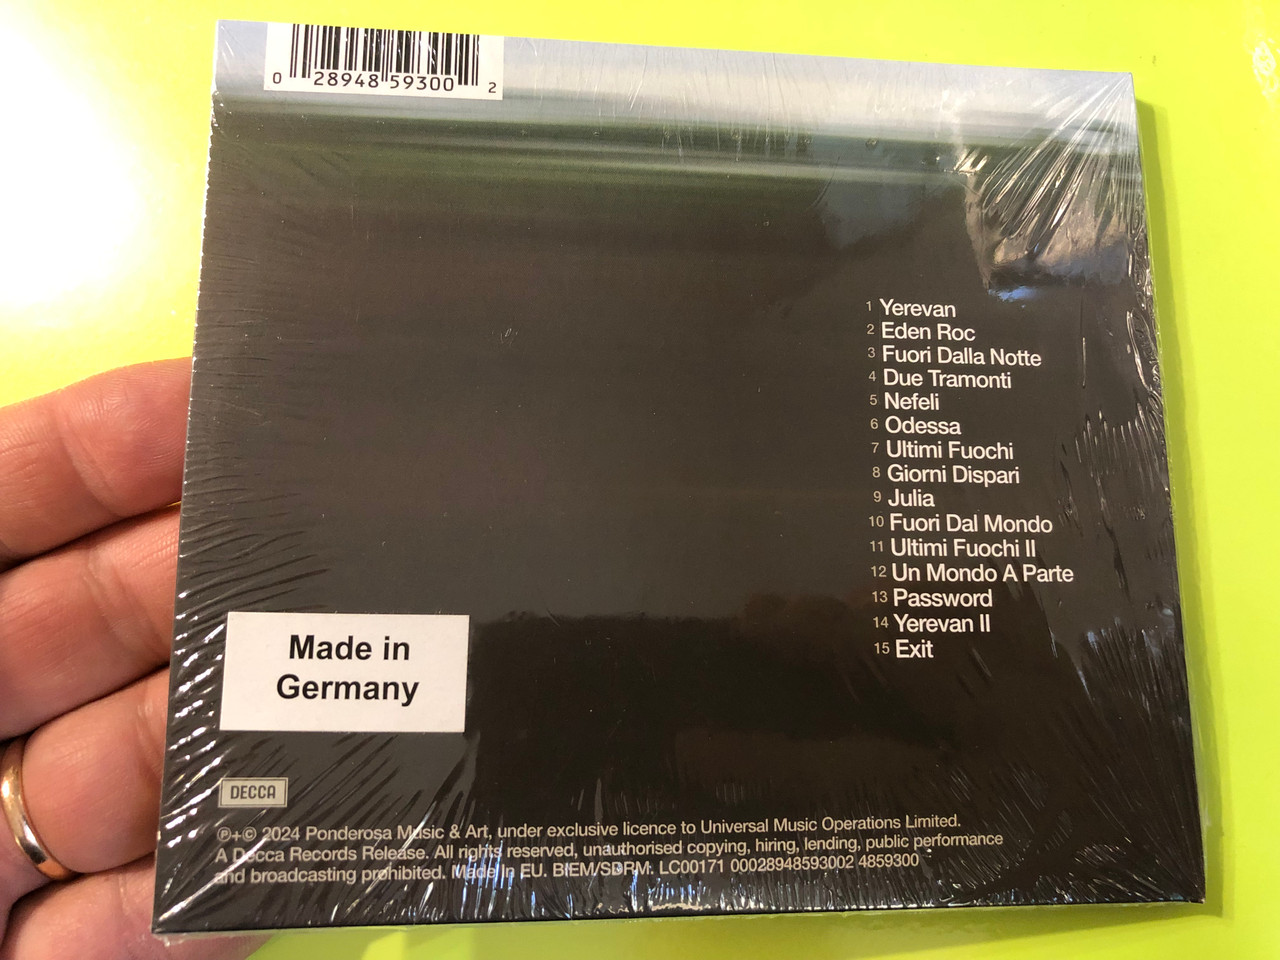 0 28948 59300 2
1 Yerevan
2 Eden Roc
3 Fuori Dalla Notte
4 Due Tramonti
5 Nefeli
6 Odessa
7 Ultimi Fuochi
8 Giorni Dispari
9 Julia
10 Fuori Dal Mondo
11 Ultimi Fuochi II
12 Un Mondo A Parte
13 Password
14 Yerevan II
15 Exit
Made in
Germany
DECCA
℗+© 2024 Ponderosa Music & Art, under exclusive licence to Universal Music Operations Limited.
A Decca Records Release. All rights reserved, unauthorised copying, hiring, lending, public performance
and broadcasting prohibited. Made in EU. BIEM/SDRM. LC00171 00028948593002 4859300